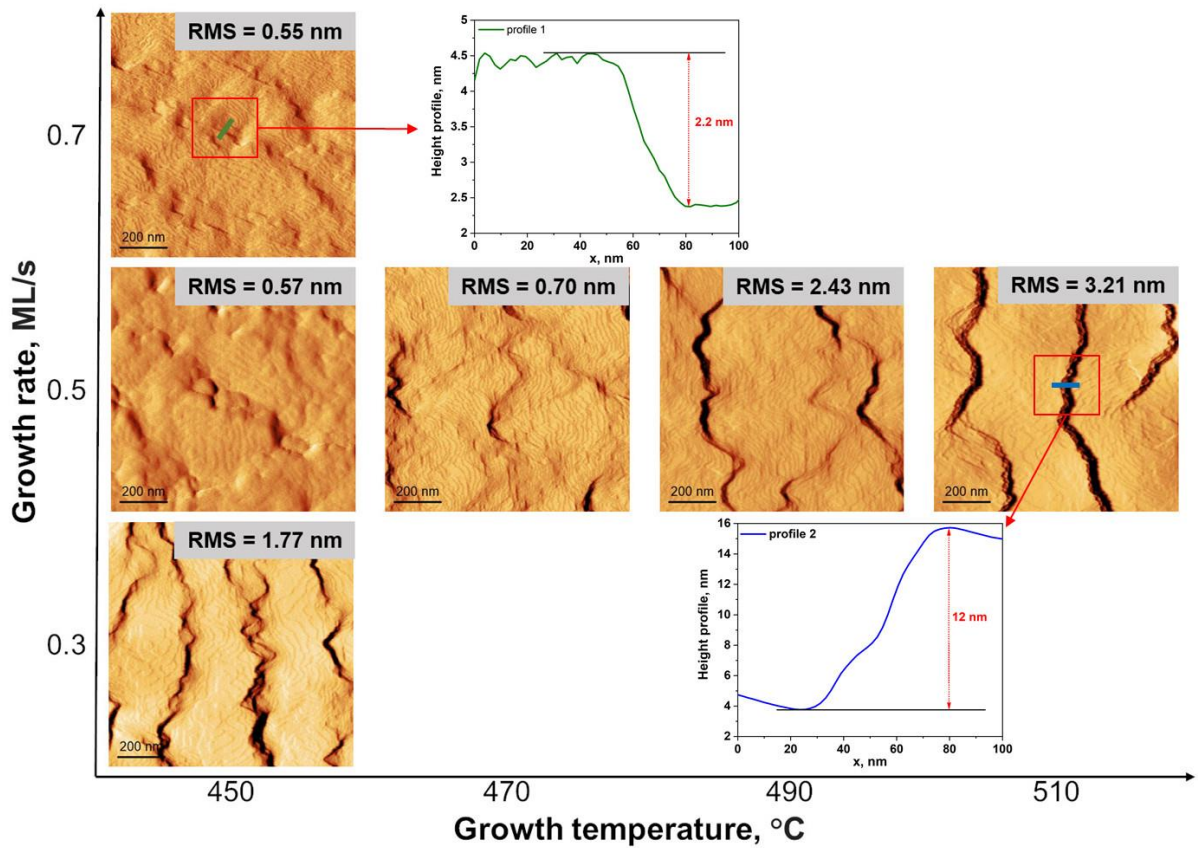 RMS = 0.55 nm
200 nm
0.7
profile 1
5
4.5
4
3.5
3
2.5
2
Height profile, nm
2.2 nm
0
20
40
60
80
100
x, nm
Growth rate, ML/s
0.5
RMS = 0.57 nm
200 nm
RMS = 0.70 nm
200 nm
RMS = 2.43 nm
200 nm
RMS = 3.21 nm
200 nm
0.3
RMS = 1.77 nm
200 nm
profile 2
16
14
12
10
8
6
4
2
Height profile, nm
12 nm
0
20
40
60
80
100
x, nm
450
470
490
510
Growth temperature, °C